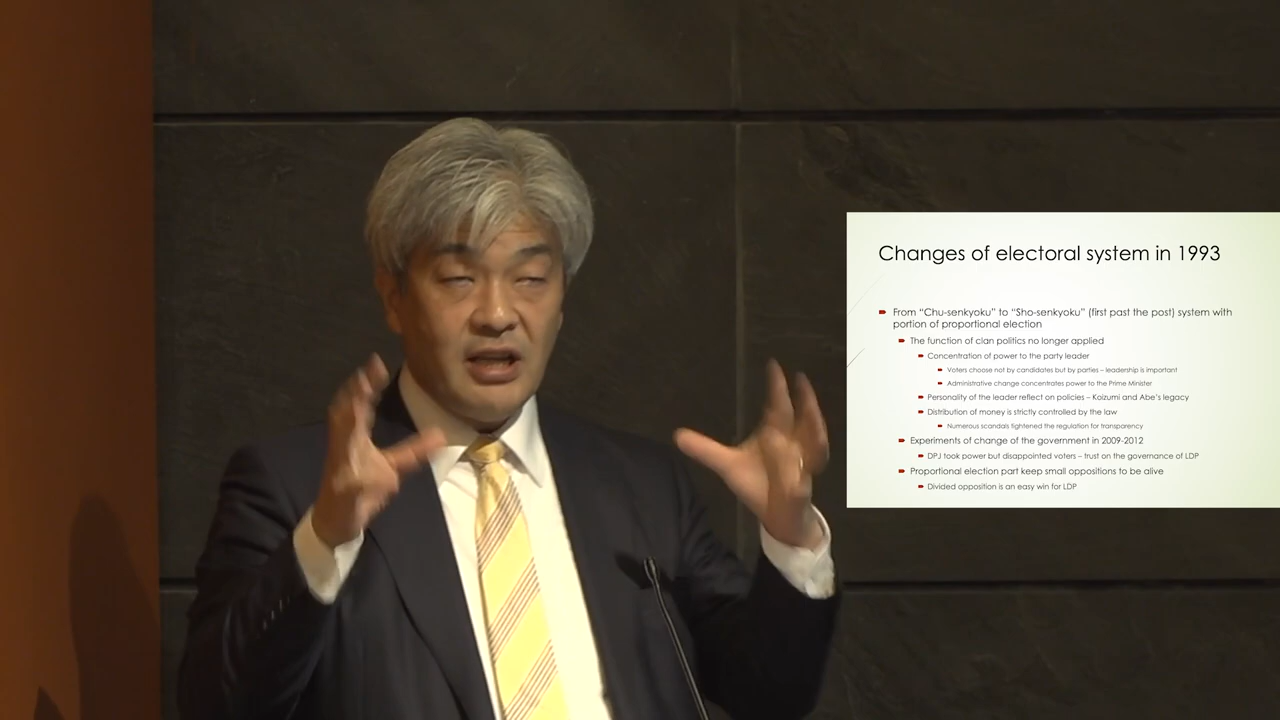 Changes of electoral system in 1993
From “Chu-senkyoku” to “Sho-senkyoku” (first past the post) system with
portion of proportional election
The function of clan politics no longer applied
Concentration of power to the party leader
Voters choose not by candidates but by parties – leadership is important
Administrative change concentrates power to the Prime Minister
Personality of the leader reflect on policies – Koizumi and Abe's legacy
Distribution of money is strictly controlled by the law
Numerous scandals tightened the regulation for transparency
Experiments of change of the government in 2009-2012
DPJ took power but disappointed voters – trust on the governance of LDP
Proportional election part keep small oppositions to be alive
Divided opposition is an easy win for LDP